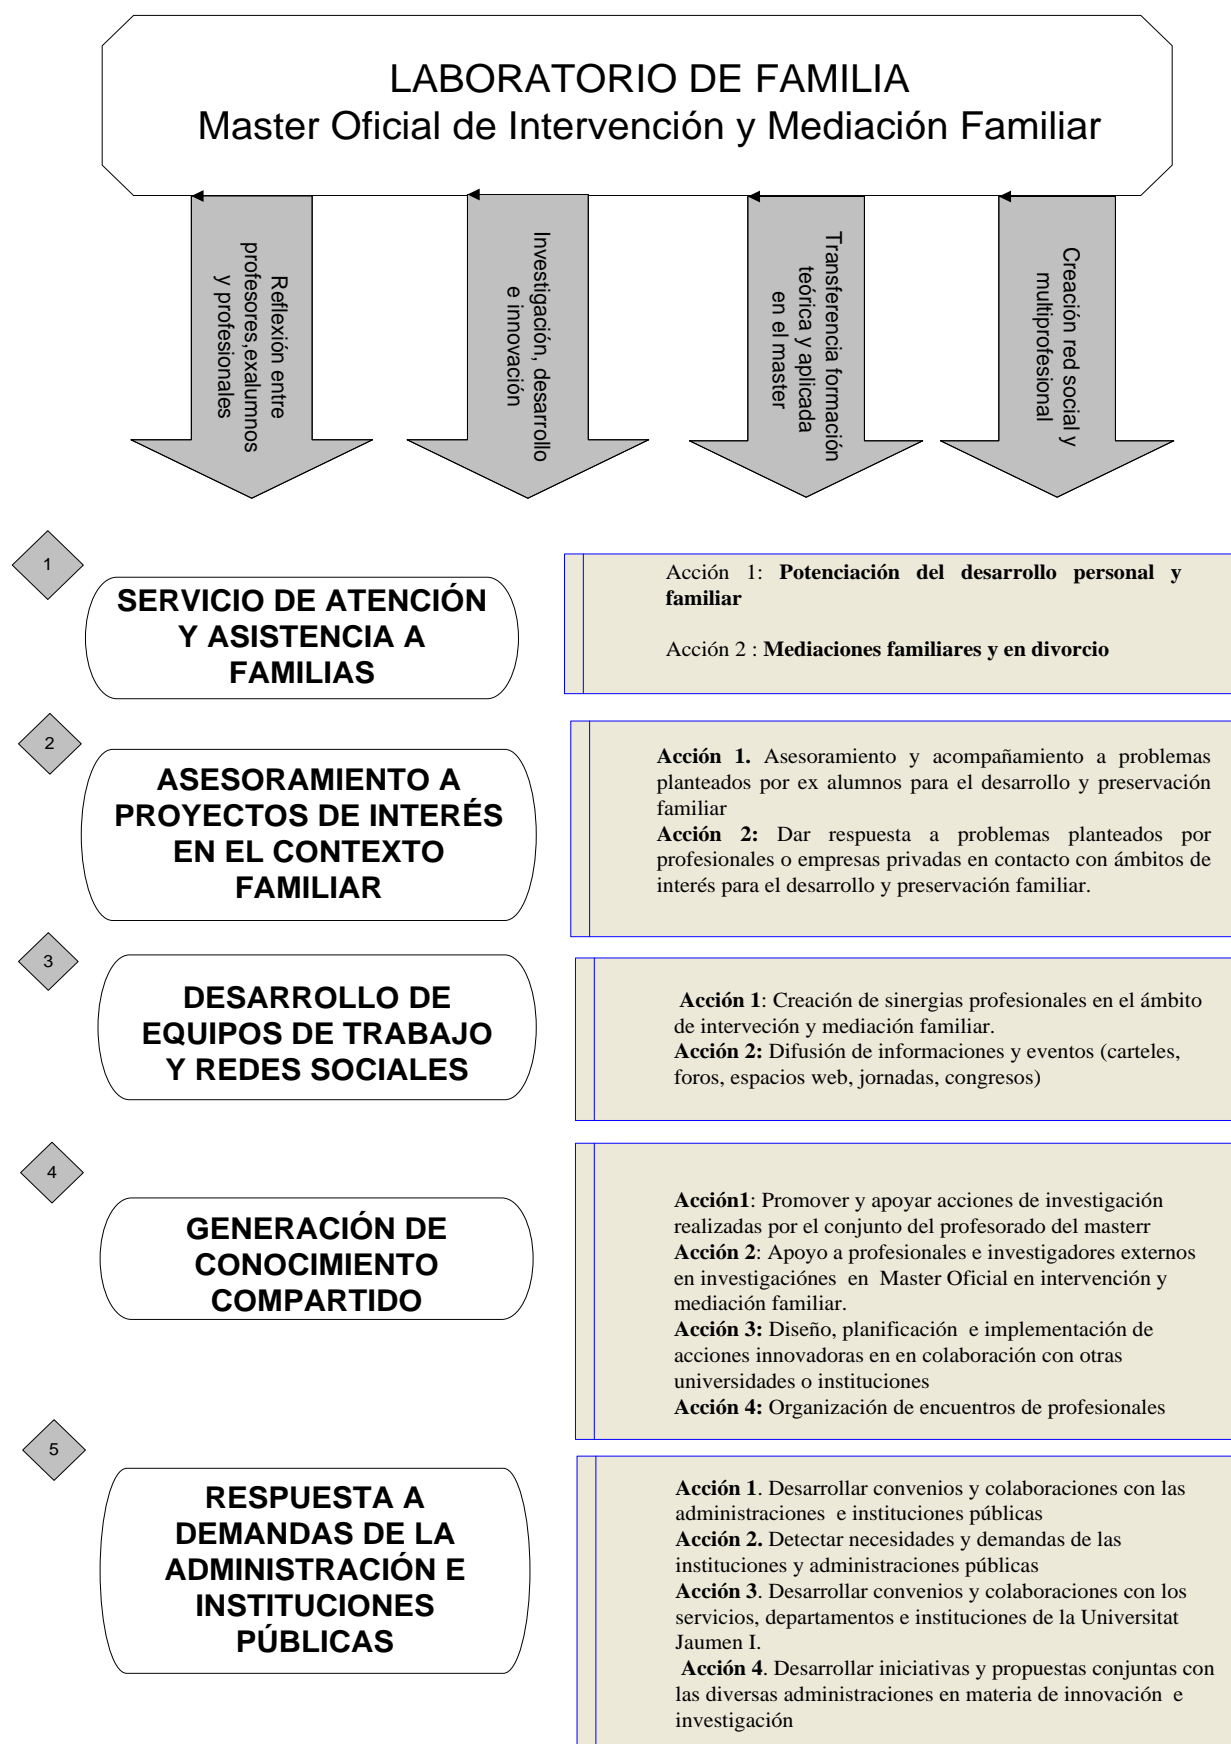 LABORATORIO DE FAMILIA
Master Oficial de Intervención y Mediación Familiar
Reflexión entre
profesores,exalumnos
y profesionales
Investigación, desarrollo
e innovación
Transferencia formación
teórica y aplicada
en el master
Creación red social y
multiprofesional
1
SERVICIO DE ATENCIÓN
Y ASISTENCIA A
FAMILIAS
Acción 1: Potenciación del desarrollo personal y
familiar
Acción 2 : Mediaciones familiares y en divorcio
2
ASESORAMIENTO A
PROYECTOS DE INTERÉS
EN EL CONTEXTO
FAMILIAR
Acción 1. Asesoramiento y acompañamiento a problemas
planteados por ex alumnos para el desarrollo y preservación
familiar
Acción 2: Dar respuesta a problemas planteados por
profesionales o empresas privadas en contacto con ámbitos de
interés para el desarrollo y preservación familiar.
3
DESARROLLO DE
EQUIPOS DE TRABAJO
Y REDES SOCIALES
Acción 1: Creación de sinergias profesionales en el ámbito
de interveción y mediación familiar.
Acción 2: Difusión de informaciones y eventos (carteles,
foros, espacios web, jornadas, congresos)
4
GENERACIÓN DE
CONOCIMIENTO
COMPARTIDO
Acción1: Promover y apoyar acciones de investigación
realizadas por el conjunto del profesorado del masterr
Acción 2: Apoyo a profesionales e investigadores externos
en investigaciónes en Master Oficial en intervención y
mediación familiar.
Acción 3: Diseño, planificación e implementación de
acciones innovadoras en en colaboración con otras
universidades o instituciones
Acción 4: Organización de encuentros de profesionales
5
RESPUESTA A
DEMANDAS DE LA
ADMINISTRACIÓN E
INSTITUCIONES
PÚBLICAS
Acción 1. Desarrollar convenios y colaboraciones con las
administraciones e instituciones públicas
Acción 2. Detectar necesidades y demandas de las
instituciones y administraciones públicas
Acción 3. Desarrollar convenios y colaboraciones con los
servicios, departamentos e instituciones de la Universitat
Jaumen I.
Acción 4. Desarrollar iniciativas y propuestas conjuntas con
las diversas administraciones en materia de innovación e
investigación